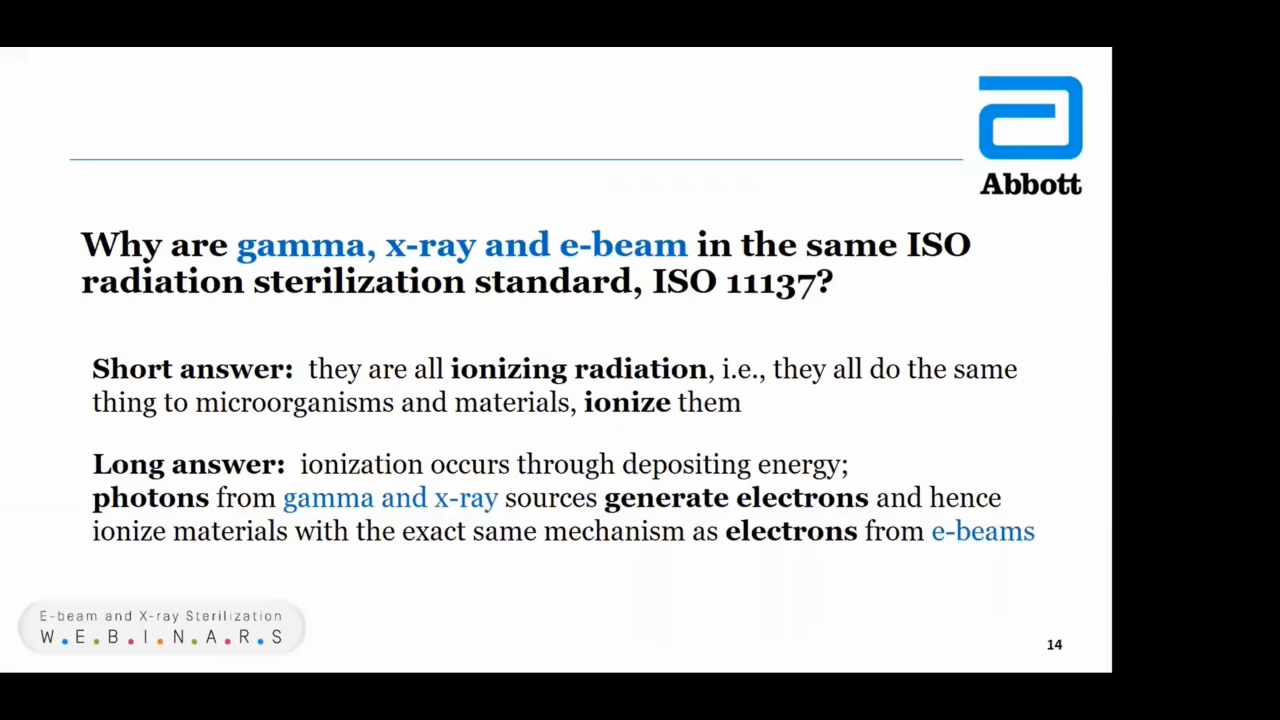 Abbott
Why are gamma, x-ray and e-beam in the same ISO
radiation sterilization standard, ISO 11137?
Short answer: they are all ionizing radiation, i.e., they all do the same
thing to microorganisms and materials, ionize them
Long answer: ionization occurs through depositing energy;
photons from gamma and x-ray sources generate electrons and hence
ionize materials with the exact same mechanism as electrons from e-beams
E-beam and X-ray Sterilization
W.E.B.I.N.A.R.S
14